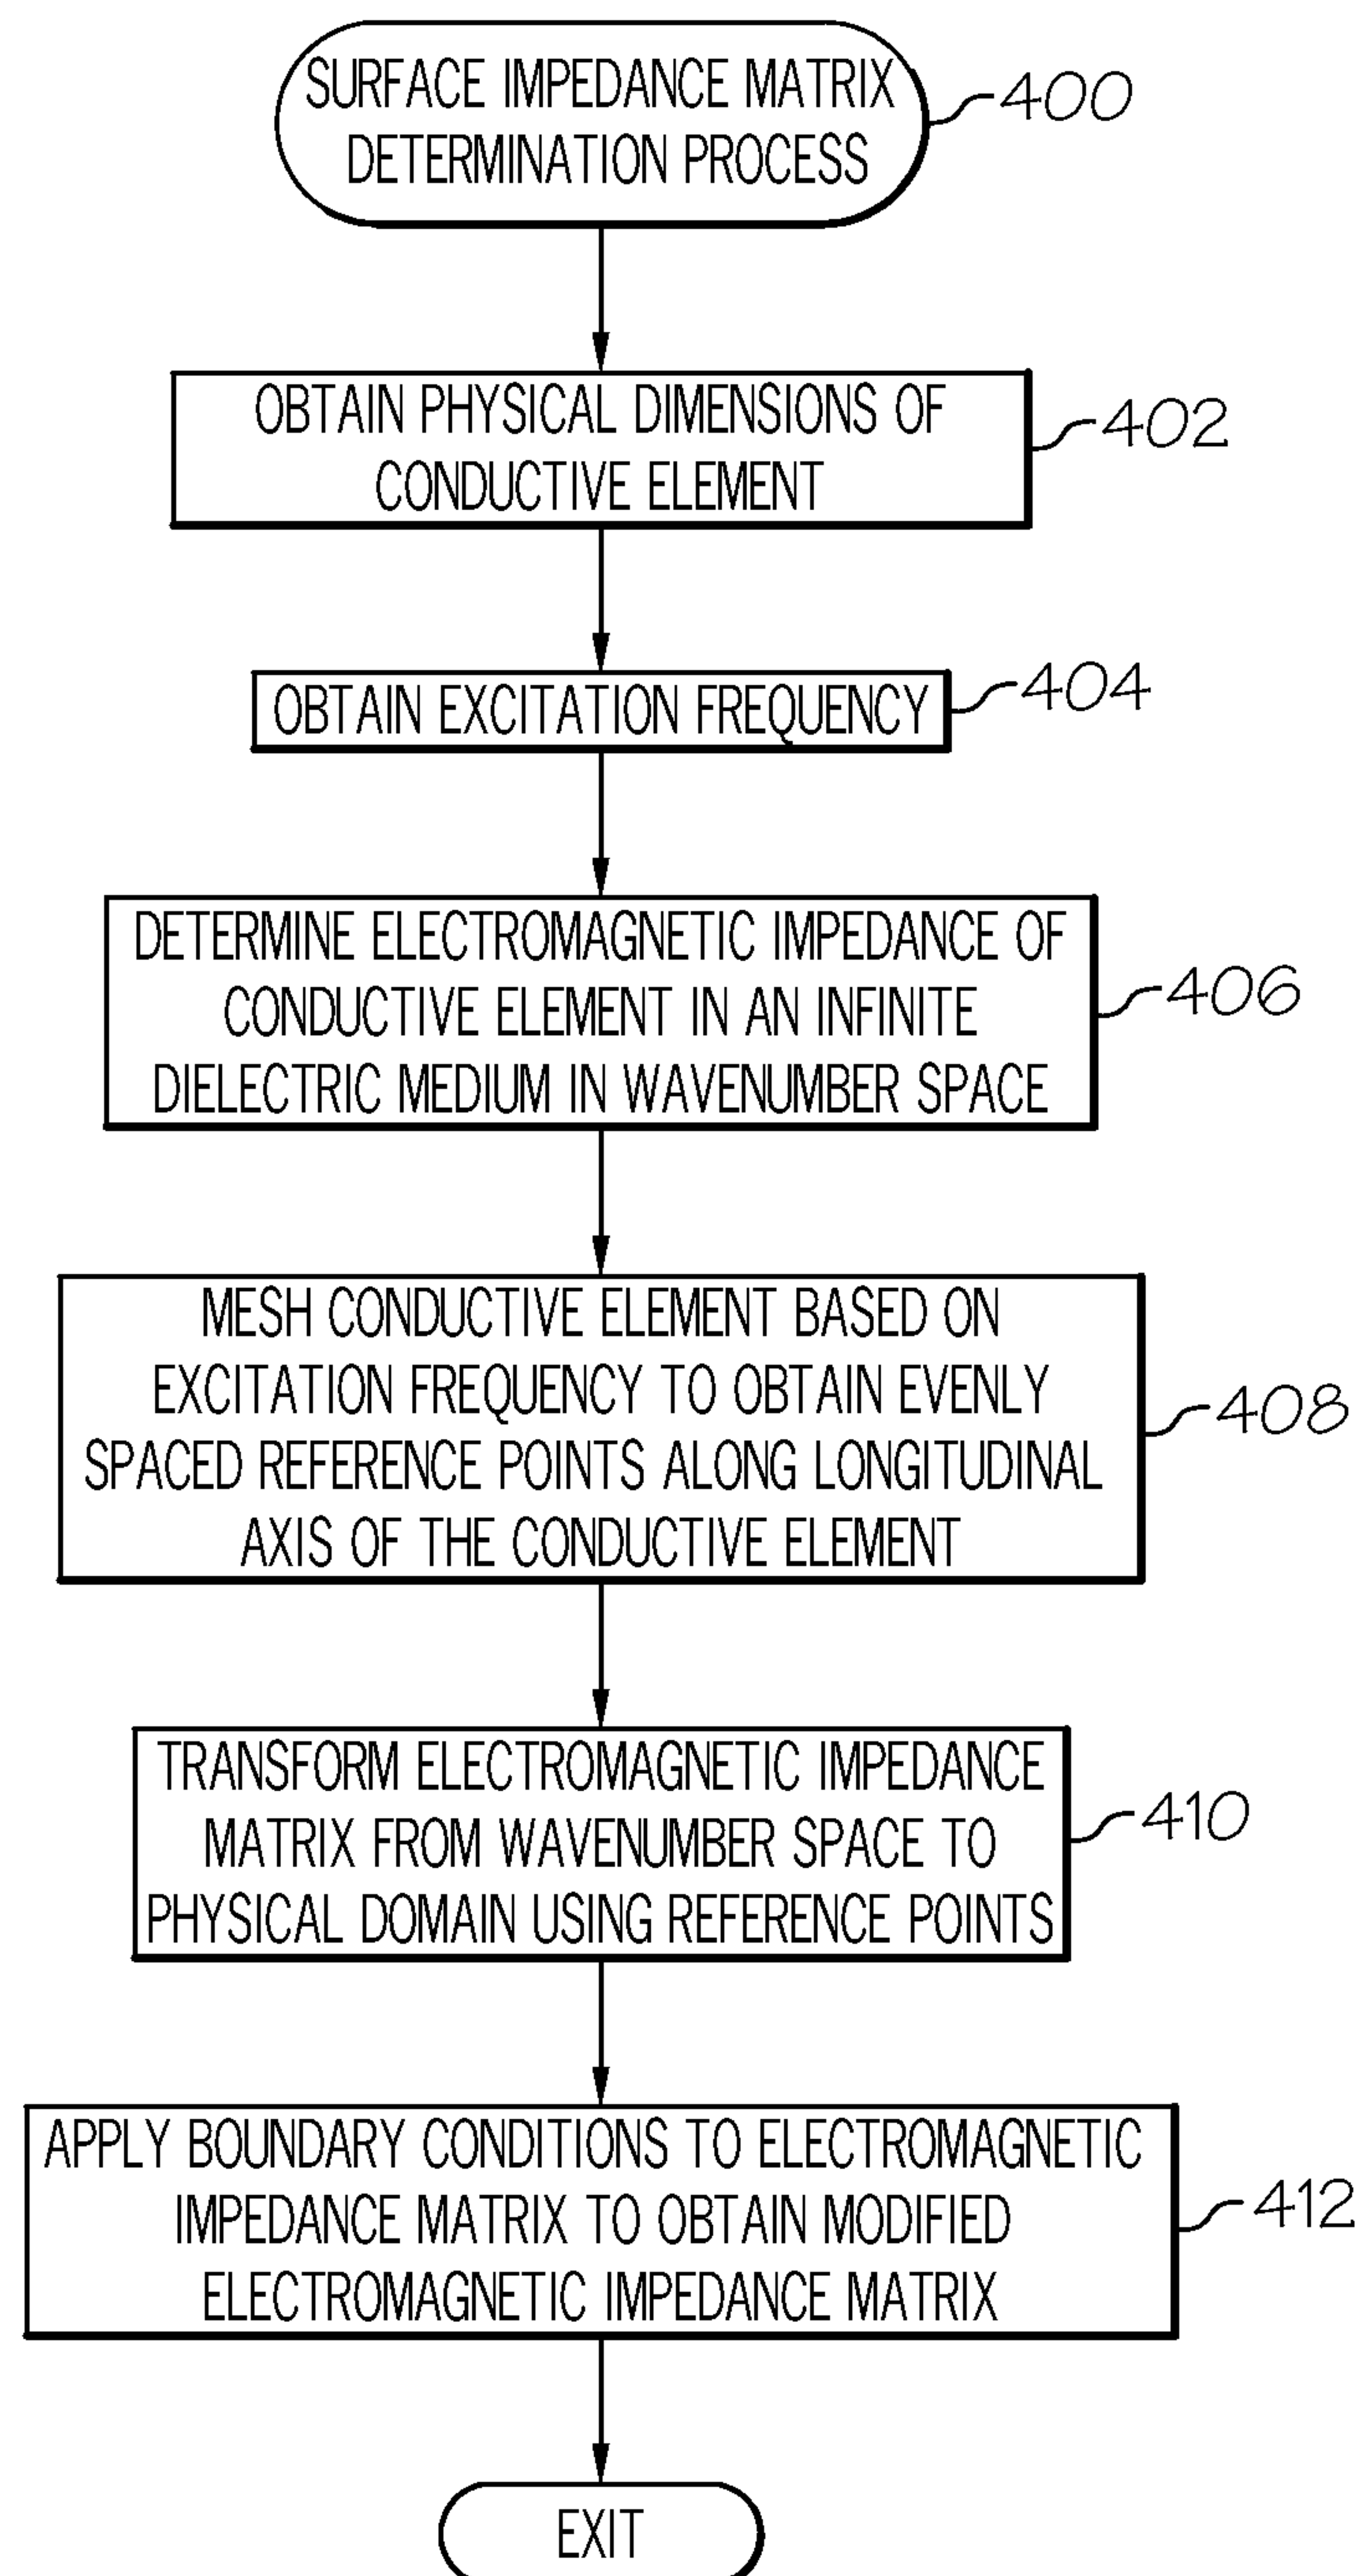 SURFACE IMPEDANCE MATRIX
DETERMINATION PROCESS
400
OBTAIN PHYSICAL DIMENSIONS OF
CONDUCTIVE ELEMENT
402
OBTAIN EXCITATION FREQUENCY
404
DETERMINE ELECTROMAGNETIC IMPEDANCE OF
CONDUCTIVE ELEMENT IN AN INFINITE
DIELECTRIC MEDIUM IN WAVENUMBER SPACE
406
MESH CONDUCTIVE ELEMENT BASED ON
EXCITATION FREQUENCY TO OBTAIN EVENLY
SPACED REFERENCE POINTS ALONG LONGITUDINAL
AXIS OF THE CONDUCTIVE ELEMENT
408
TRANSFORM ELECTROMAGNETIC IMPEDANCE
MATRIX FROM WAVENUMBER SPACE TO
PHYSICAL DOMAIN USING REFERENCE POINTS
410
APPLY BOUNDARY CONDITIONS TO ELECTROMAGNETIC
IMPEDANCE MATRIX TO OBTAIN MODIFIED
ELECTROMAGNETIC IMPEDANCE MATRIX
412
EXIT